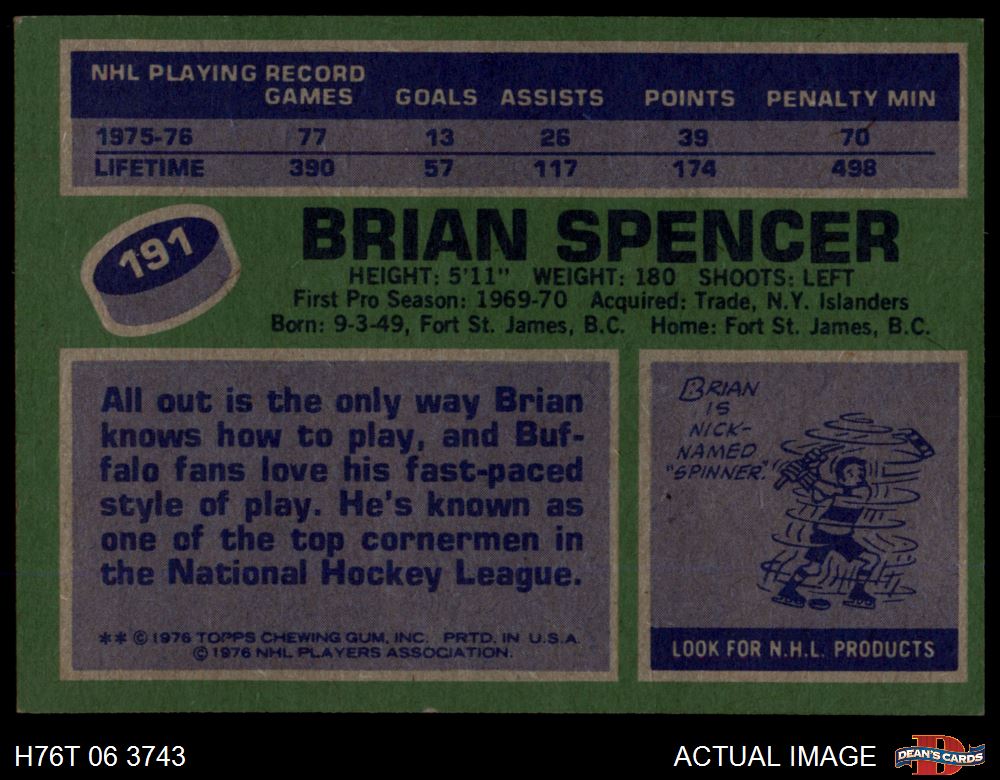 NHL PLAYING RECORD
GAMES GOALS ASSISTS POINTS PENALTY MIN
1975-76 77 13 26 39 70
LIFETIME 390 57 117 174 498
191
BRIAN SPENCER
HEIGHT: 5'11" WEIGHT: 180 SHOOTS: LEFT
First Pro Season: 1969-70 Acquired: Trade, N.Y. Islanders
Born: 9-3-49, Fort St. James, B.C. Home: Fort St. James, B.C.
All out is the only way Brian
knows how to play, and Buf-
falo fans love his fast-paced
style of play. He's known as
one of the top cornermen in
the National Hockey League.
** © 1976 TOPPS CHEWING GUM, INC. PRTD. IN U.S.A.
© 1976 NHL PLAYERS ASSOCIATION.
BRIAN
IS
NICK-
NAMED
"SPINNER."
LOOK FOR N.H.L. PRODUCTS
H76T 06 3743
ACTUAL IMAGE
D
DEAN'S CARDS